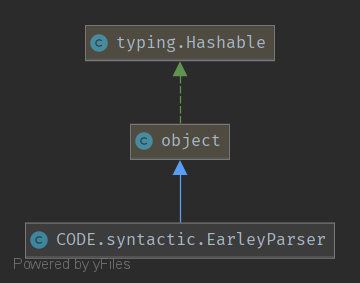 C typing.Hashable
C object
C CODE.syntactic.EarleyParser
Powered by yFiles